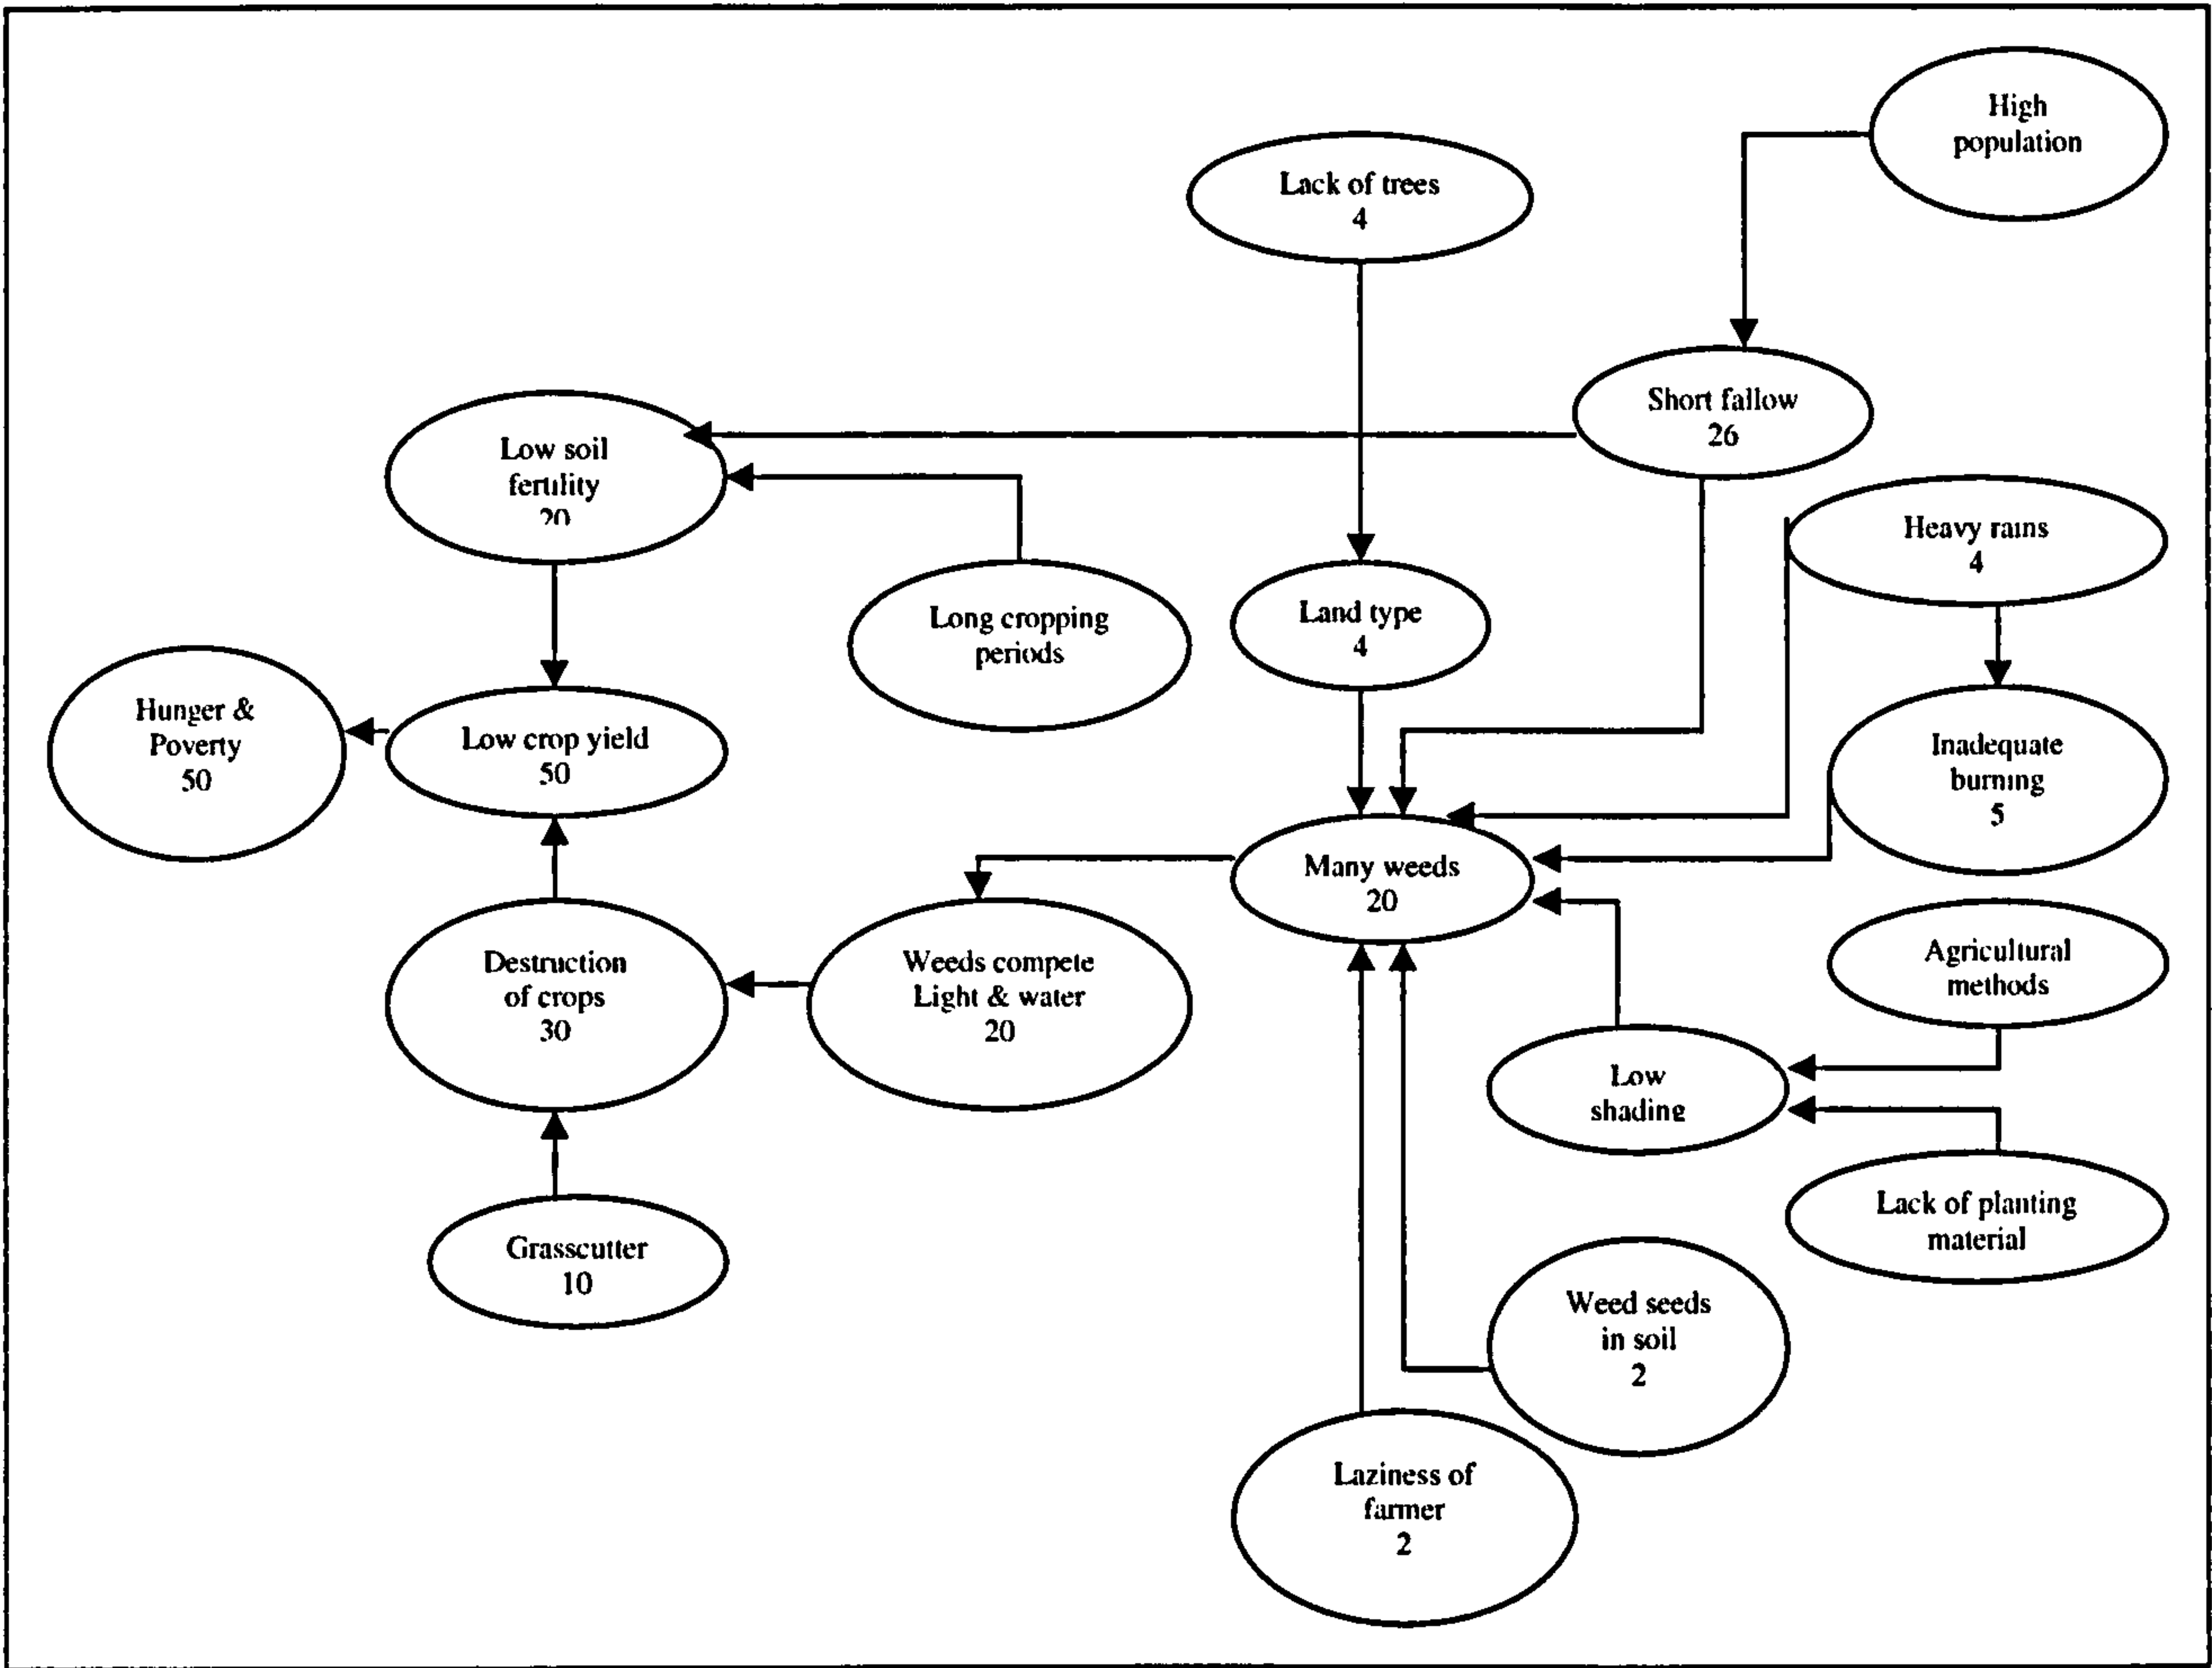 High
population
Lack of trees
4
Short fallow
26
Low soil
fertility
20
Heavy rains
4
Long cropping
periods
Land type
4
Hunger &
Poverty
50
Low crop yield
50
Inadequate
burning
5
Many weeds
20
Destruction
of crops
30
Weeds compete
Light & water
20
Agricultural
methods
Low
shading
Lack of planting
material
Grasscutter
10
Weed seeds
in soil
2
Laziness of
farmer
2